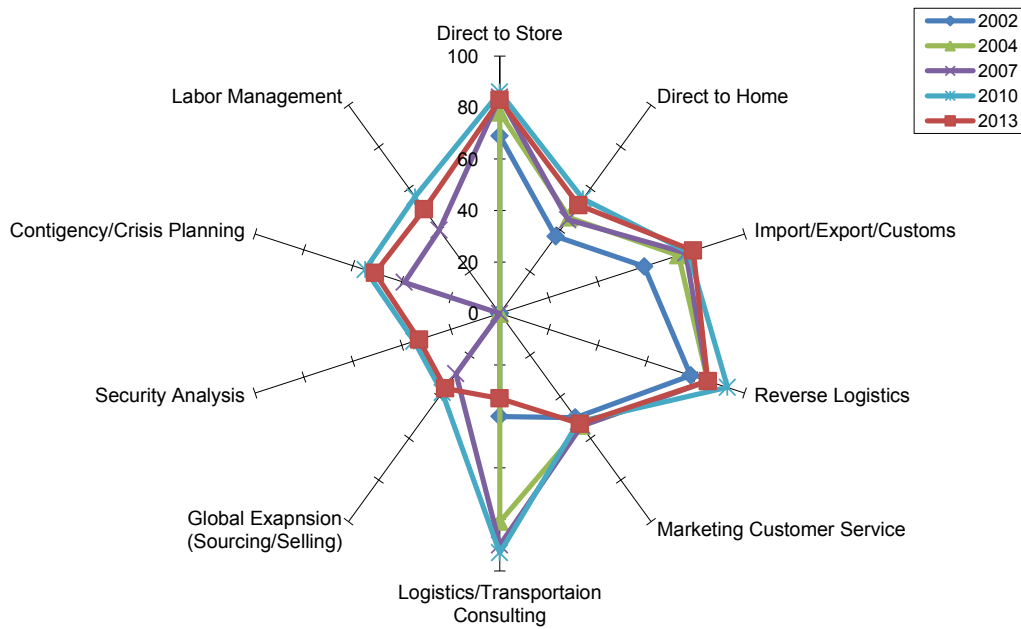 Direct to Store
2002
2004
2007
2010
2013
100
80
60
40
20
0
Direct to Home
Import/Export/Customs
Reverse Logistics
Marketing Customer Service
Logistics/Transportaion
Consulting
Global Exapnsion
(Sourcing/Selling)
Security Analysis
Contigency/Crisis Planning
Labor Management